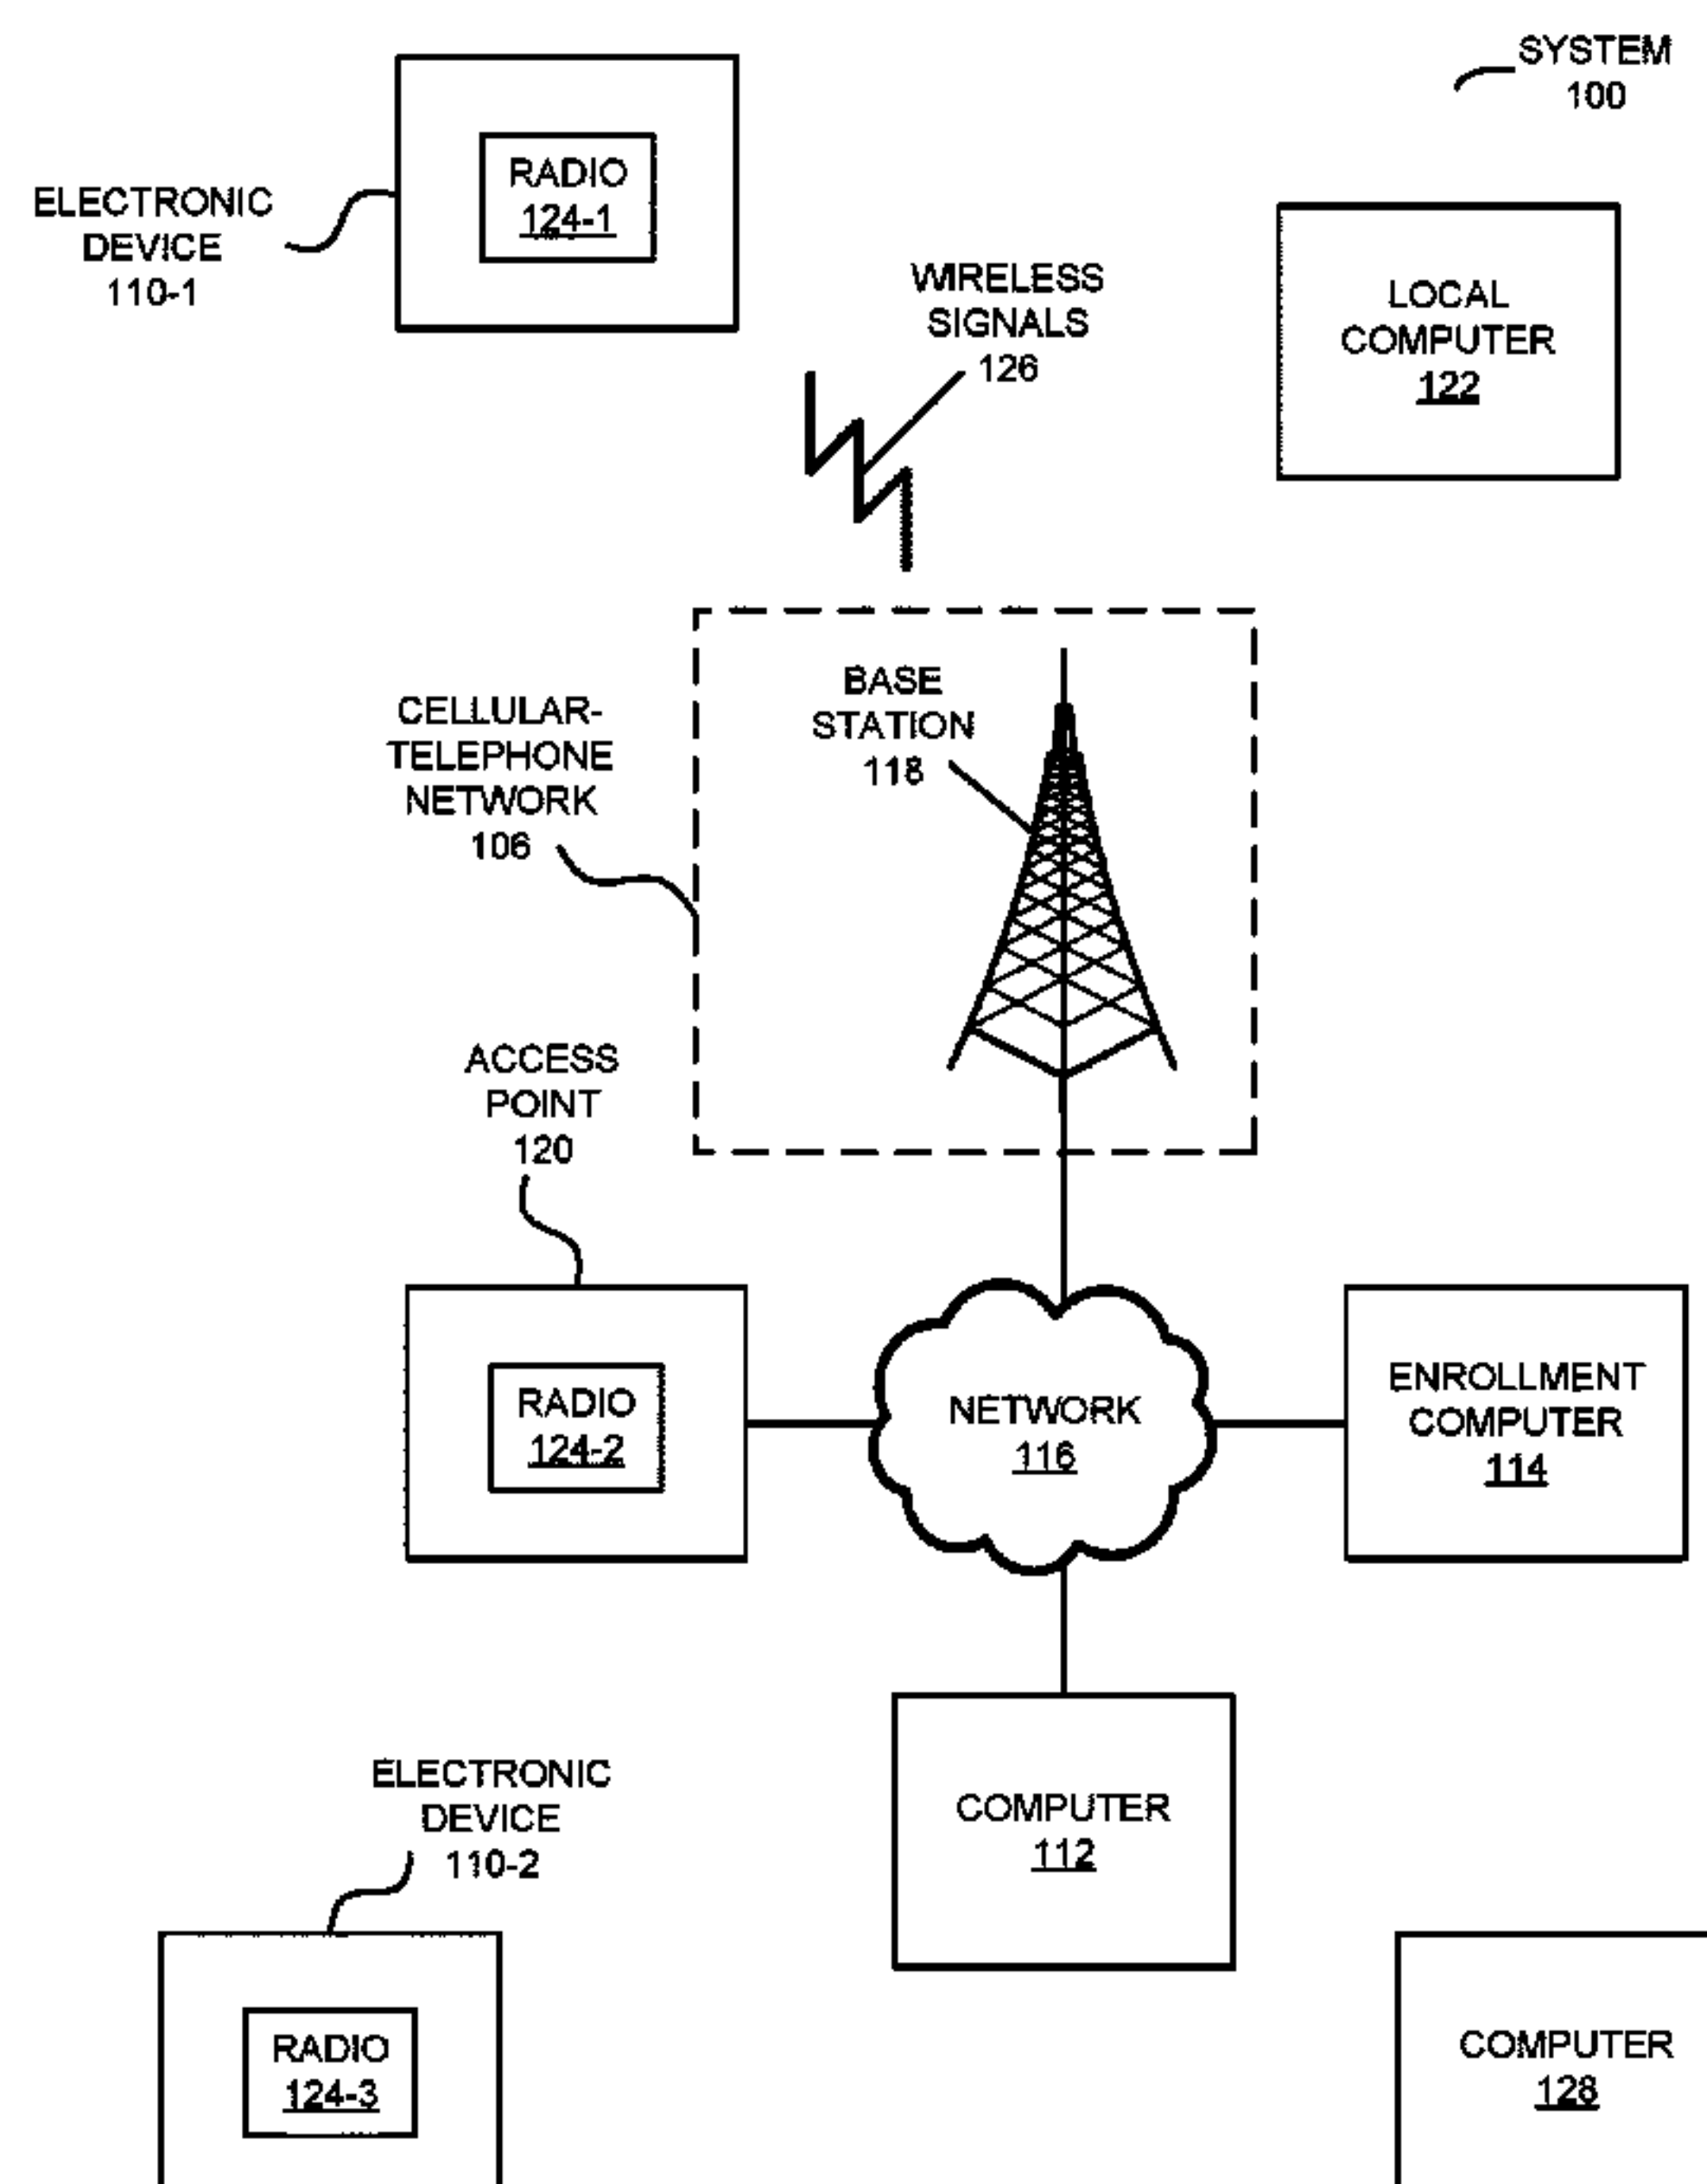 SYSTEM
100
RADIO
124-1
ELECTRONIC
DEVICE
110-1
WIRELESS
SIGNALS
126
LOCAL
COMPUTER
122
BASE
STATION
118
CELLULAR-
TELEPHONE
NETWORK
106
ACCESS
POINT
120
RADIO
124-2
NETWORK
116
ENROLLMENT
COMPUTER
114
ELECTRONIC
DEVICE
110-2
COMPUTER
112
RADIO
124-3
COMPUTER
128